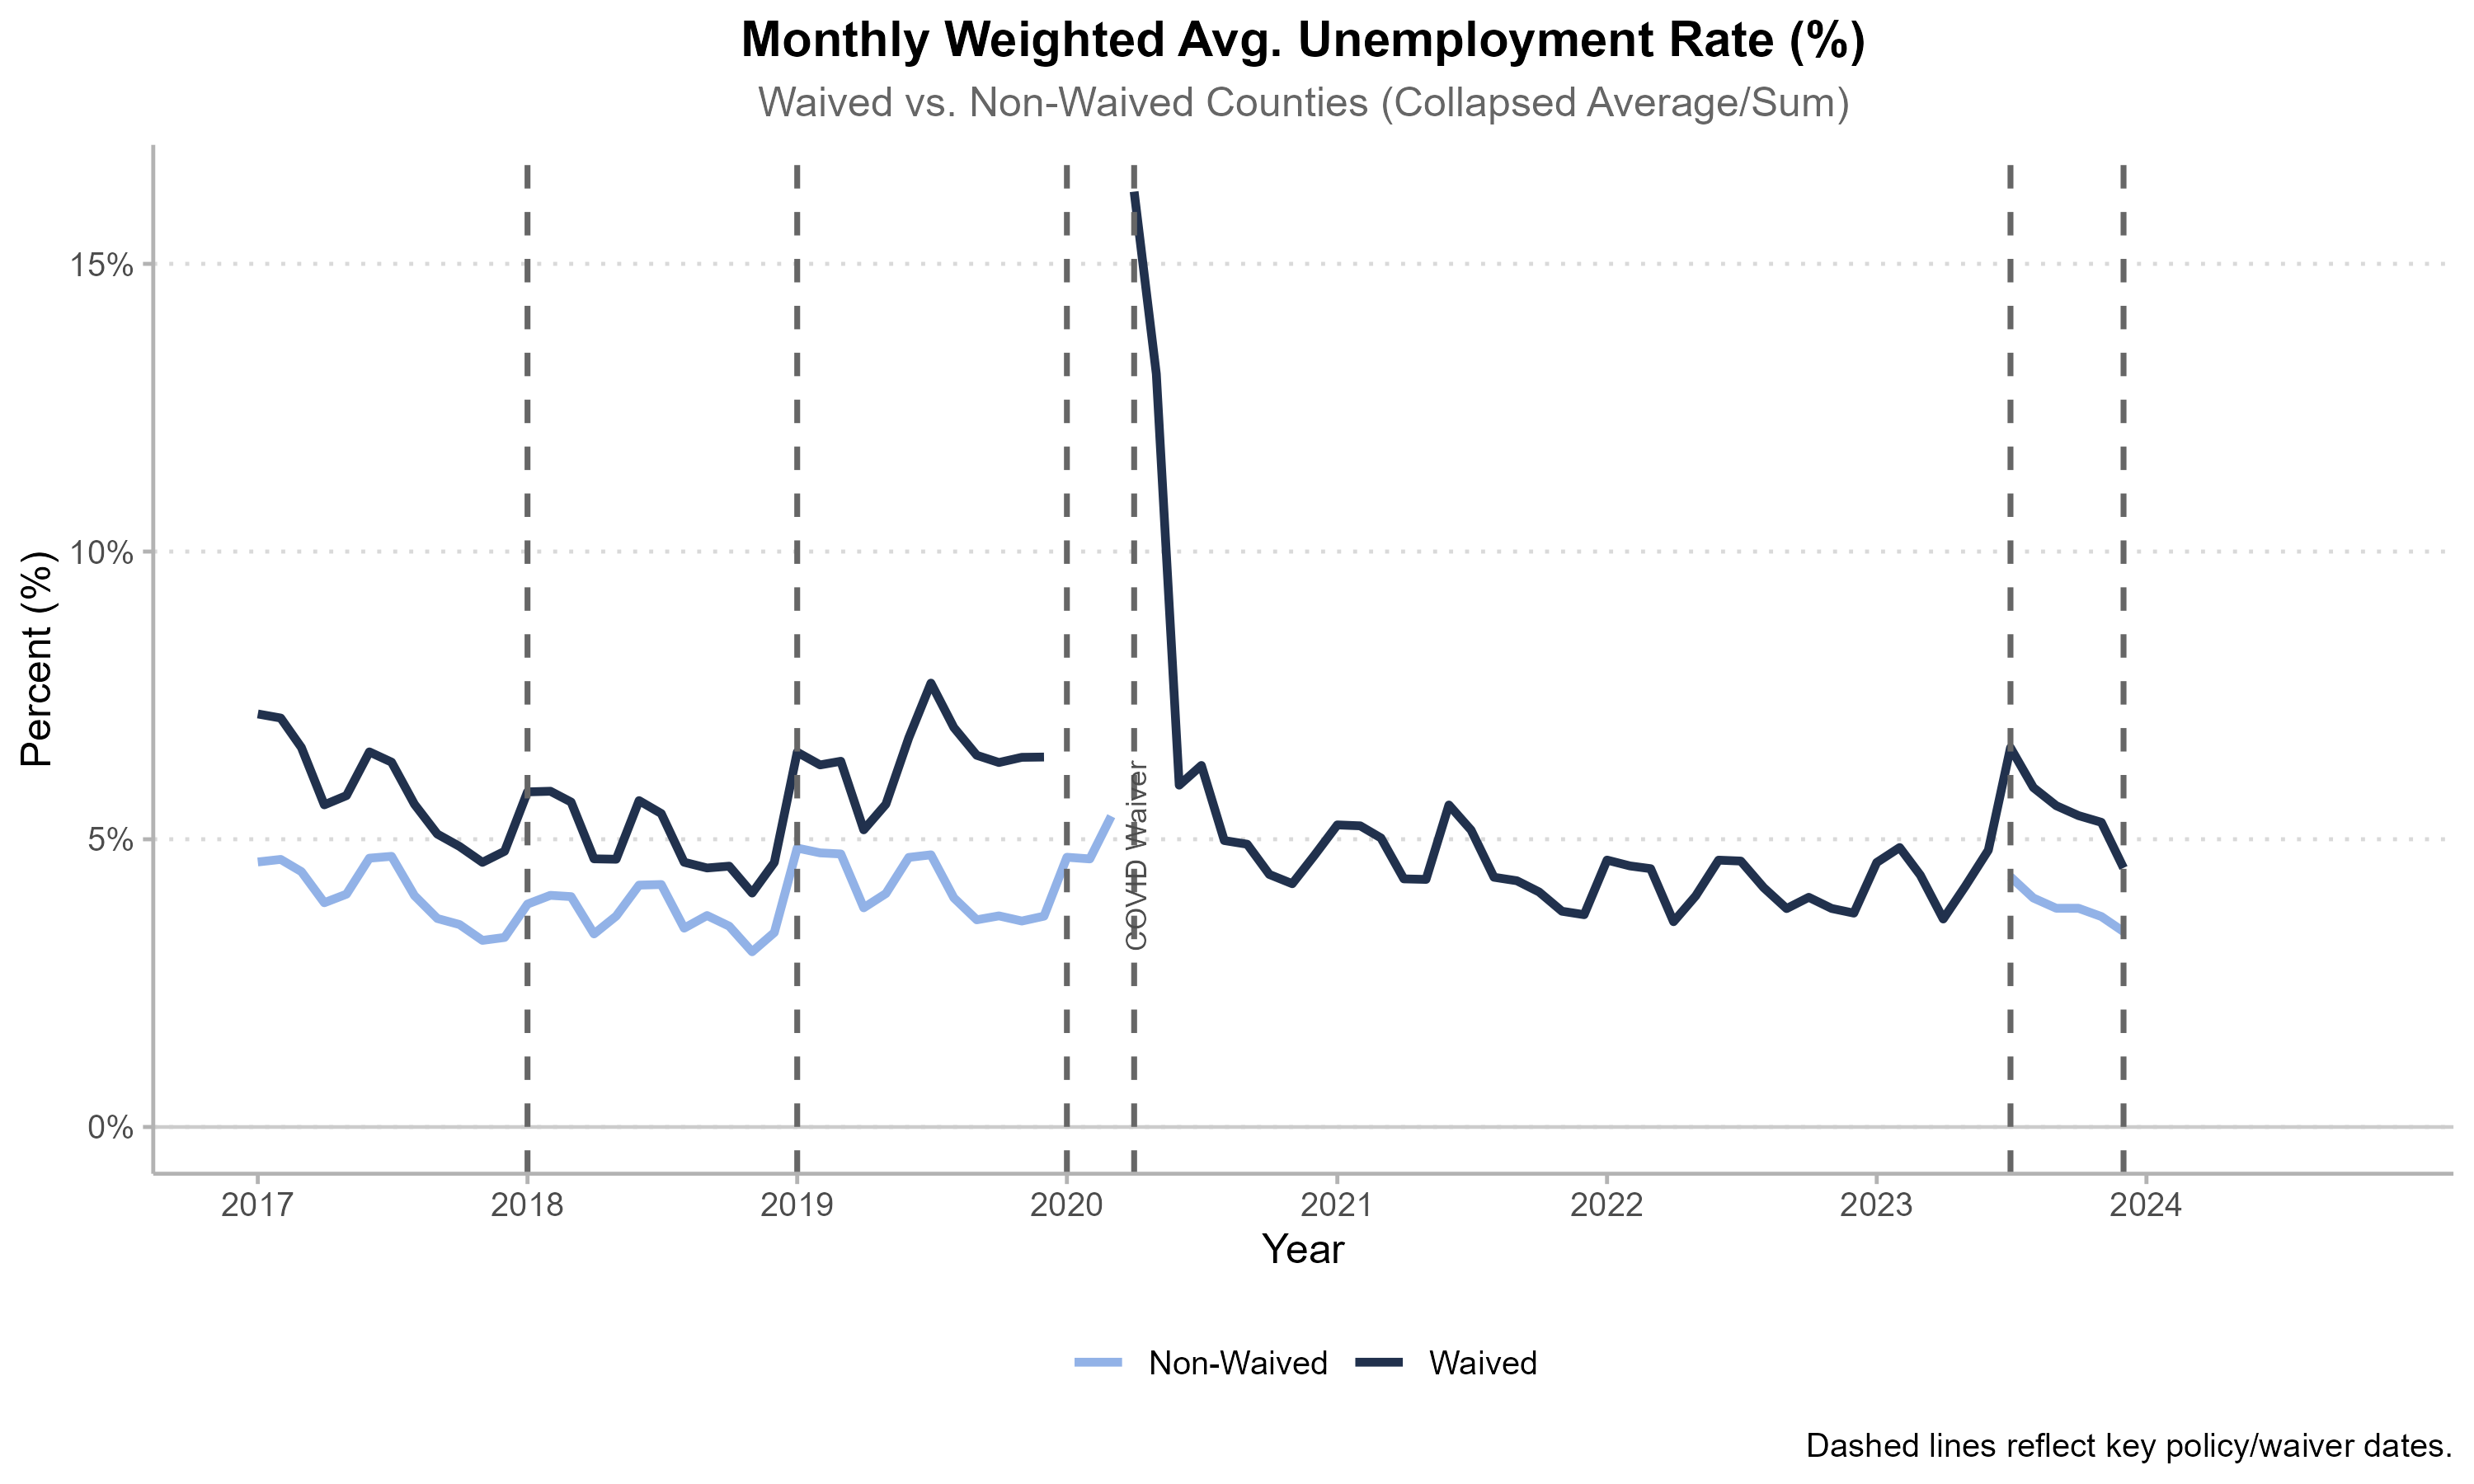 Monthly Weighted Avg. Unemployment Rate (%)
Waived vs. Non-Waived Counties (Collapsed Average/Sum)
Percent (%)
15%
10%
5%
0%
COVID Waiver
2017 2018 2019 2020 2021 2022 2023 2024
Year
Non-Waived Waived
Dashed lines reflect key policy/waiver dates.